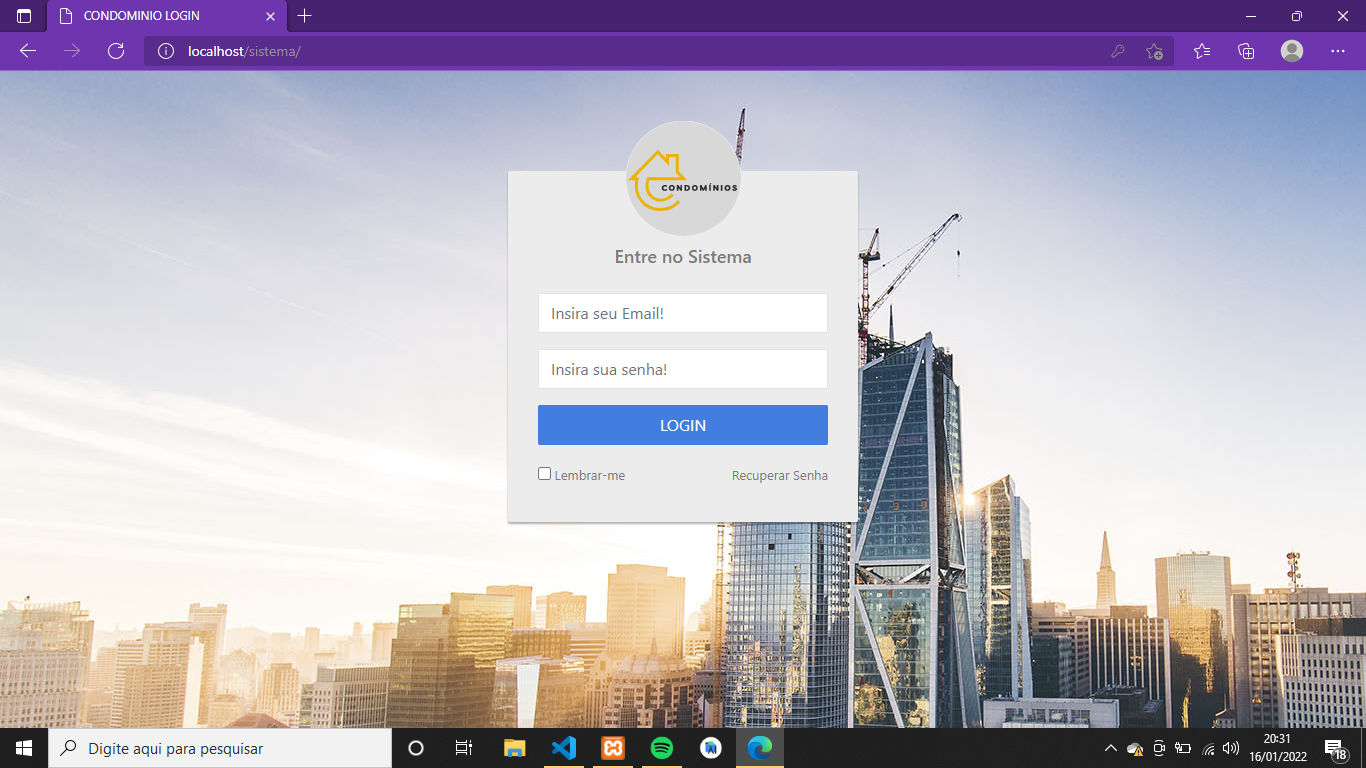 CONDOMINIO LOGIN
localhost/sistema/
CONDOMÍNIOS
Entre no Sistema
Insira seu Email!
Insira sua senha!
LOGIN
Lembrar-me
Recuperar Senha
Digite aqui para pesquisar
20:31
16/01/2022
18